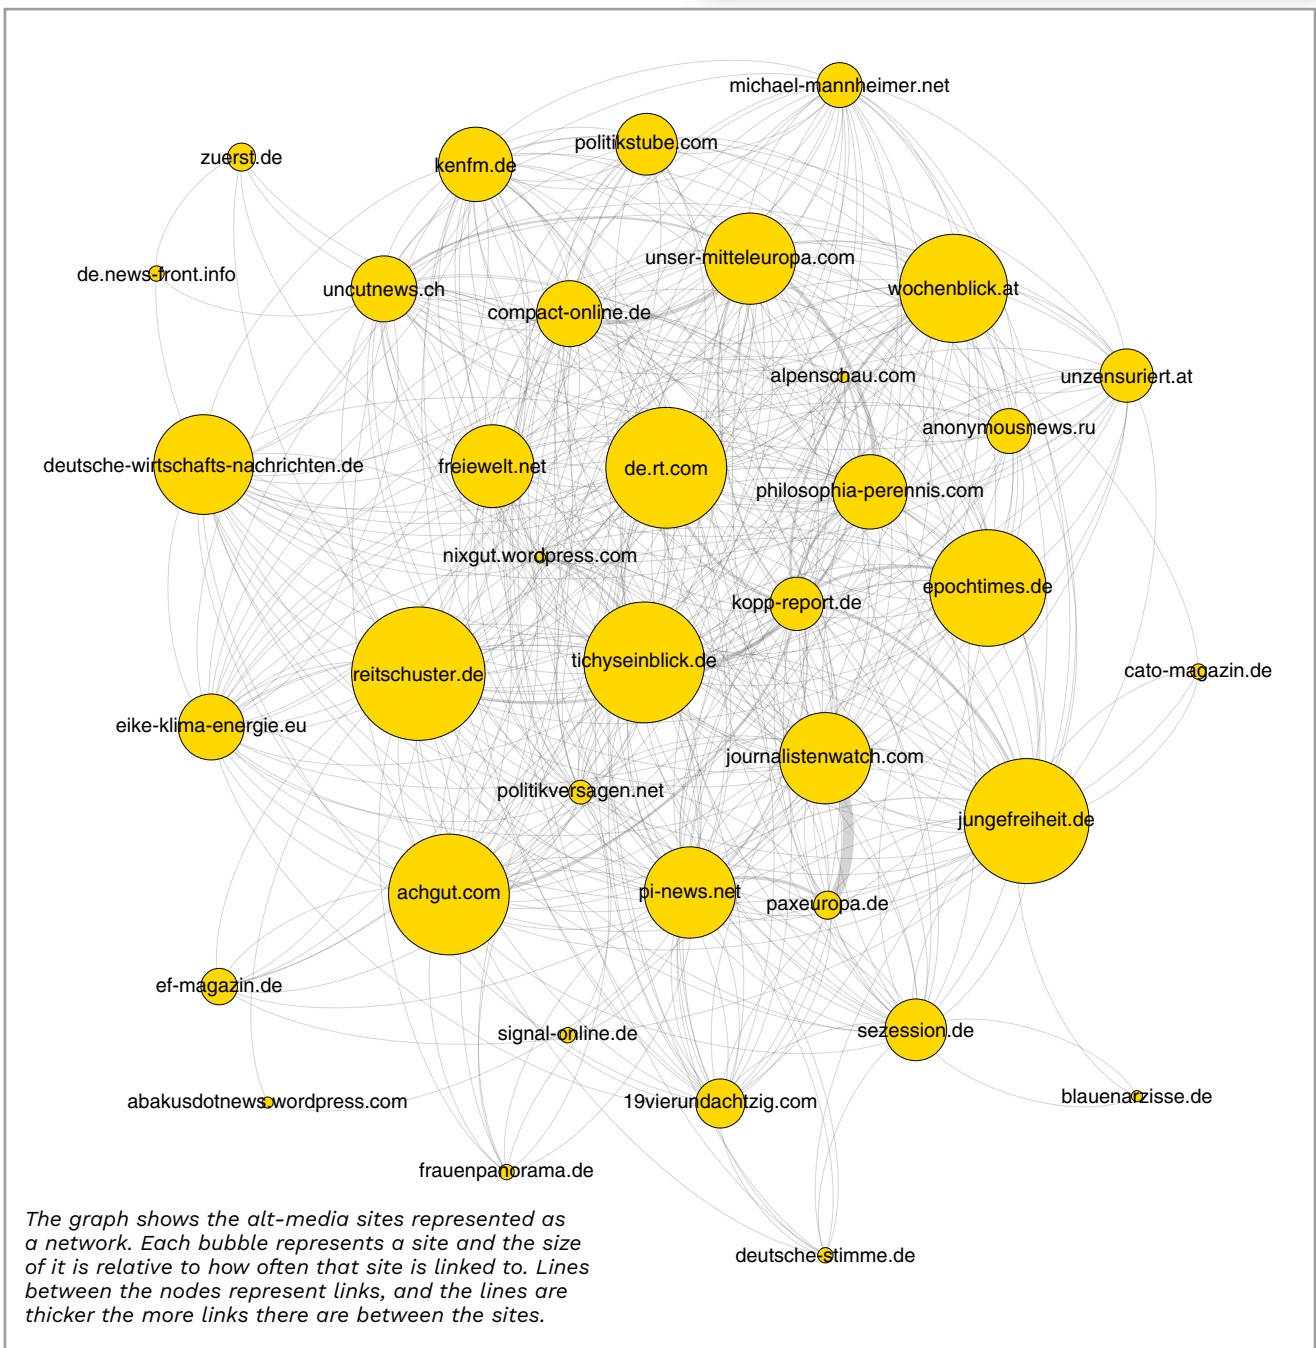 michael-mannheimer.net
politikstube.com
zuerst.de
kenfm.de
unser-mitteleuropa.com
de.news-front.info
uncutnews.ch
wochenblick.at
compact-online.de
alpenschau.com
unzensuriert.at
anonymousnews.ru
deutsche-wirtschafts-nachrichten.de
freiewelt.net
de.rt.com
philosophia-perennis.com
nixgut.wordpress.com
epochtimes.de
kopp-report.de
tichyseinblick.de
cato-magazin.de
reitschuster.de
eike-klima-energie.eu
journalistenwatch.com
politikversagen.net
jungefreiheit.de
achgut.com
pi-news.net
paxeuropa.de
ef-magazin.de
signal-online.de
sezession.de
abakusdotnews.wordpress.com
19vierundachtzig.com
blauenarzisse.de
frauenpanorama.de
The graph shows the alt-media sites represented as
a network. Each bubble represents a site and the size
of it is relative to how often that site is linked to. Lines
between the nodes represent links, and the lines are
thicker the more links there are between the sites.
deutsche-stimme.de